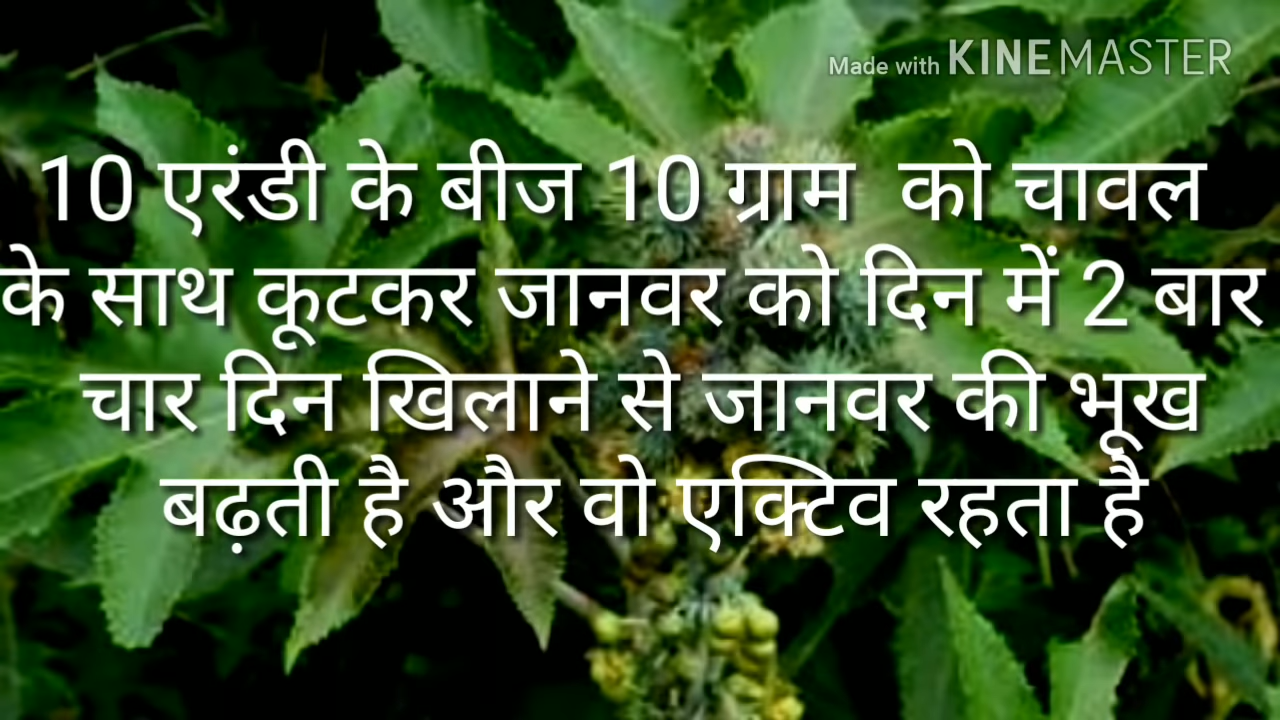 Made with KINEMASTER
10 एरंडी के बीज 10 ग्राम को चावल
के साथ कूटकर जानवर को दिन में 2 बार
चार दिन खिलाने से जानवर की भूख
बढ़ती है और वो एक्टिव रहता है